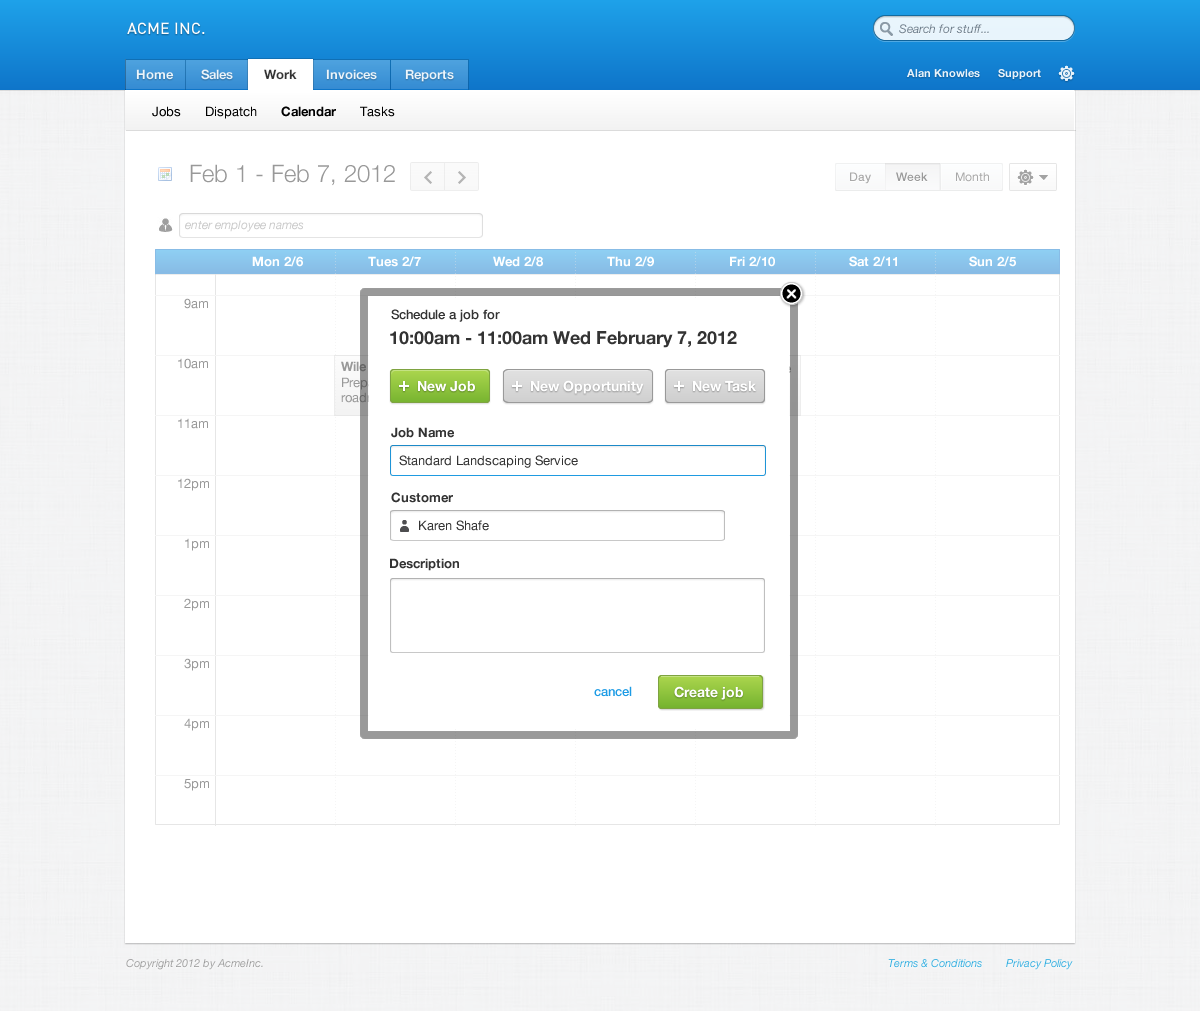 ACME INC.
Search for stuff...
Home Sales Work Invoices Reports
Alan Knowles Support
Jobs Dispatch Calendar Tasks
Feb 1 - Feb 7, 2012
Day Week Month
enter employee names
Mon 2/6 Tues 2/7 Wed 2/8 Thu 2/9 Fri 2/10 Sat 2/11 Sun 2/5
9am
10am
11am
12pm
1pm
2pm
3pm
4pm
5pm
Wile
Schedule a job for
10:00am - 11:00am Wed February 7, 2012
+ New Job + New Opportunity + New Task
Job Name
Standard Landscaping Service
Customer
Karen Shafe
Description
cancel Create job
Copyright 2012 by AcmeInc.
Terms & Conditions Privacy Policy